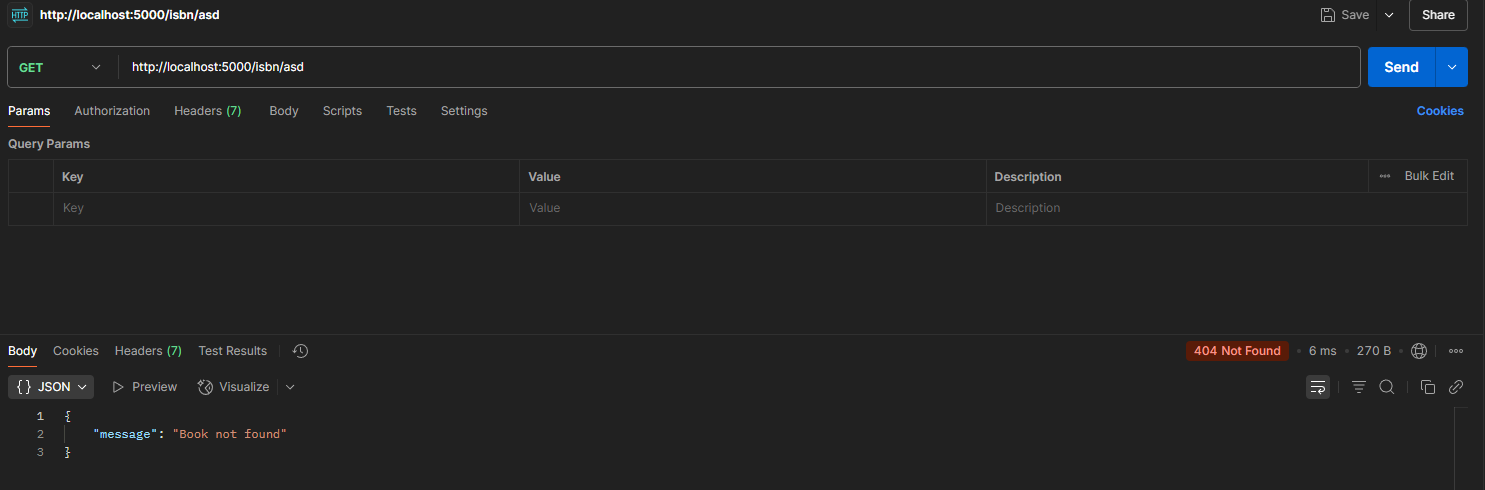 HTTP http://localhost:5000/isbn/asd Save Share
GET http://localhost:5000/isbn/asd Send
Params Authorization Headers (7) Body Scripts Tests Settings Cookies
Query Params
Key Value Description Bulk Edit
Key Value Description
Body Cookies Headers (7) Test Results 404 Not Found • 6 ms • 270 B •
{} JSON Preview Visualize
1 {
2 "message": "Book not found"
3 }